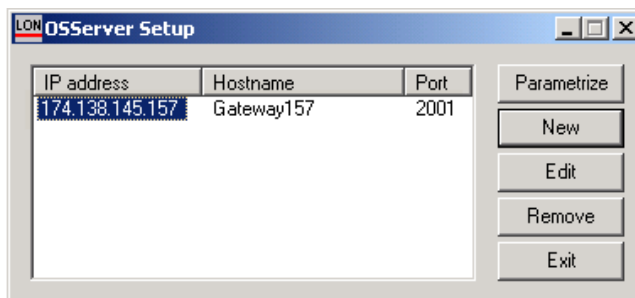 LON OSServer Setup
IP address Hostname Port Parametrize
174.138.145.157 Gateway157 2001
New
Edit
Remove
Exit